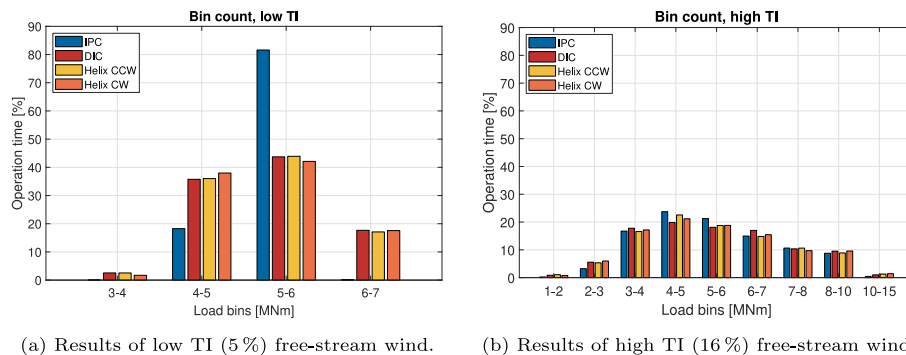 Bin count, low TI
IPC
DIC
Helix CCW
Helix CW
Operation time [%]
90
80
70
60
50
40
30
20
10
0
3-4
4-5
5-6
6-7
Load bins [MNm]
(a) Results of low TI (5 %) free-stream wind.
Bin count, high TI
IPC
DIC
Helix CCW
Helix CW
Operation time [%]
90
80
70
60
50
40
30
20
10
0
1-2
2-3
3-4
4-5
5-6
6-7
7-8
8-10
10-15
Load bins [MNm]
(b) Results of high TI (16 %) free-stream wind